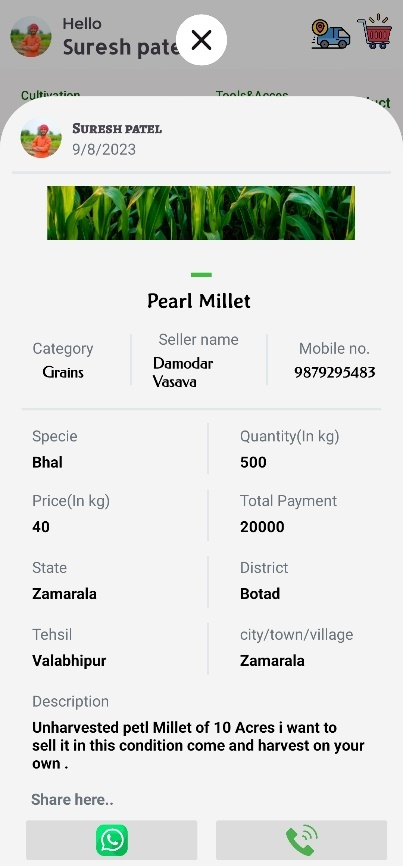 Hello
Suresh pate
Cultivation
Tools&Acces
uct
Suresh patel
9/8/2023
Pearl Millet
Category
Seller name
Mobile no.
Grains
Damodar
Vasava
9879295483
Specie
Quantity(In kg)
Bhal
500
Price(In kg)
Total Payment
40
20000
State
District
Zamarala
Botad
Tehsil
city/town/village
Valabhipur
Zamarala
Description
Unharvested petl Millet of 10 Acres i want to
sell it in this condition come and harvest on your
own .
Share here..